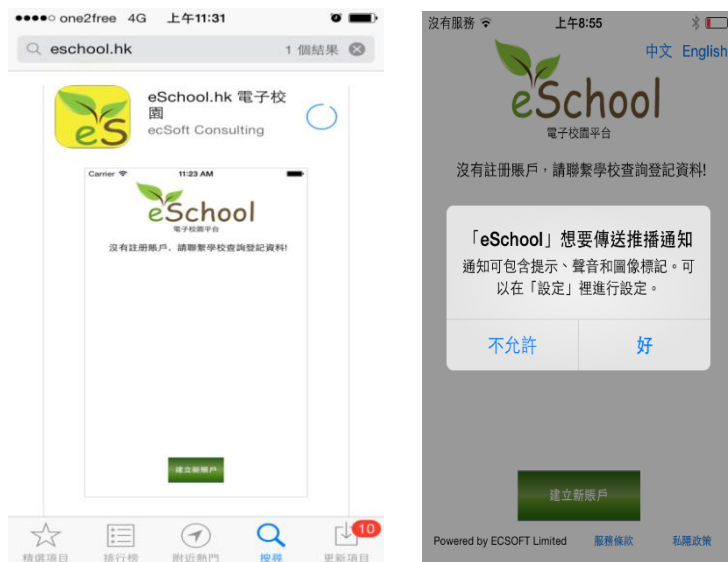 one2free 4G 上午11:31
eschool.hk 1 個結果
eS
eSchool.hk 電子校
園
ecSoft Consulting
Carrier 11:23 AM
eSchool
電子校園平台
沒有註冊賬戶，請聯繫學校查詢登記資料!
建立新賬戶
10
精選項目 排行榜 附近熱門 搜尋 更新項目
沒有服務 上午8:55
中文 English
eSchool
電子校園平台
沒有註册賬戶，請聯繫學校查詢登記資料!
「eSchool」想要傳送推播通知
通知可包含提示、聲音和圖像標記。可
以在「設定」裡進行設定。
不允許 好
建立新賬戶
Powered by ECSOFT Limited 服務條款 私隱政策